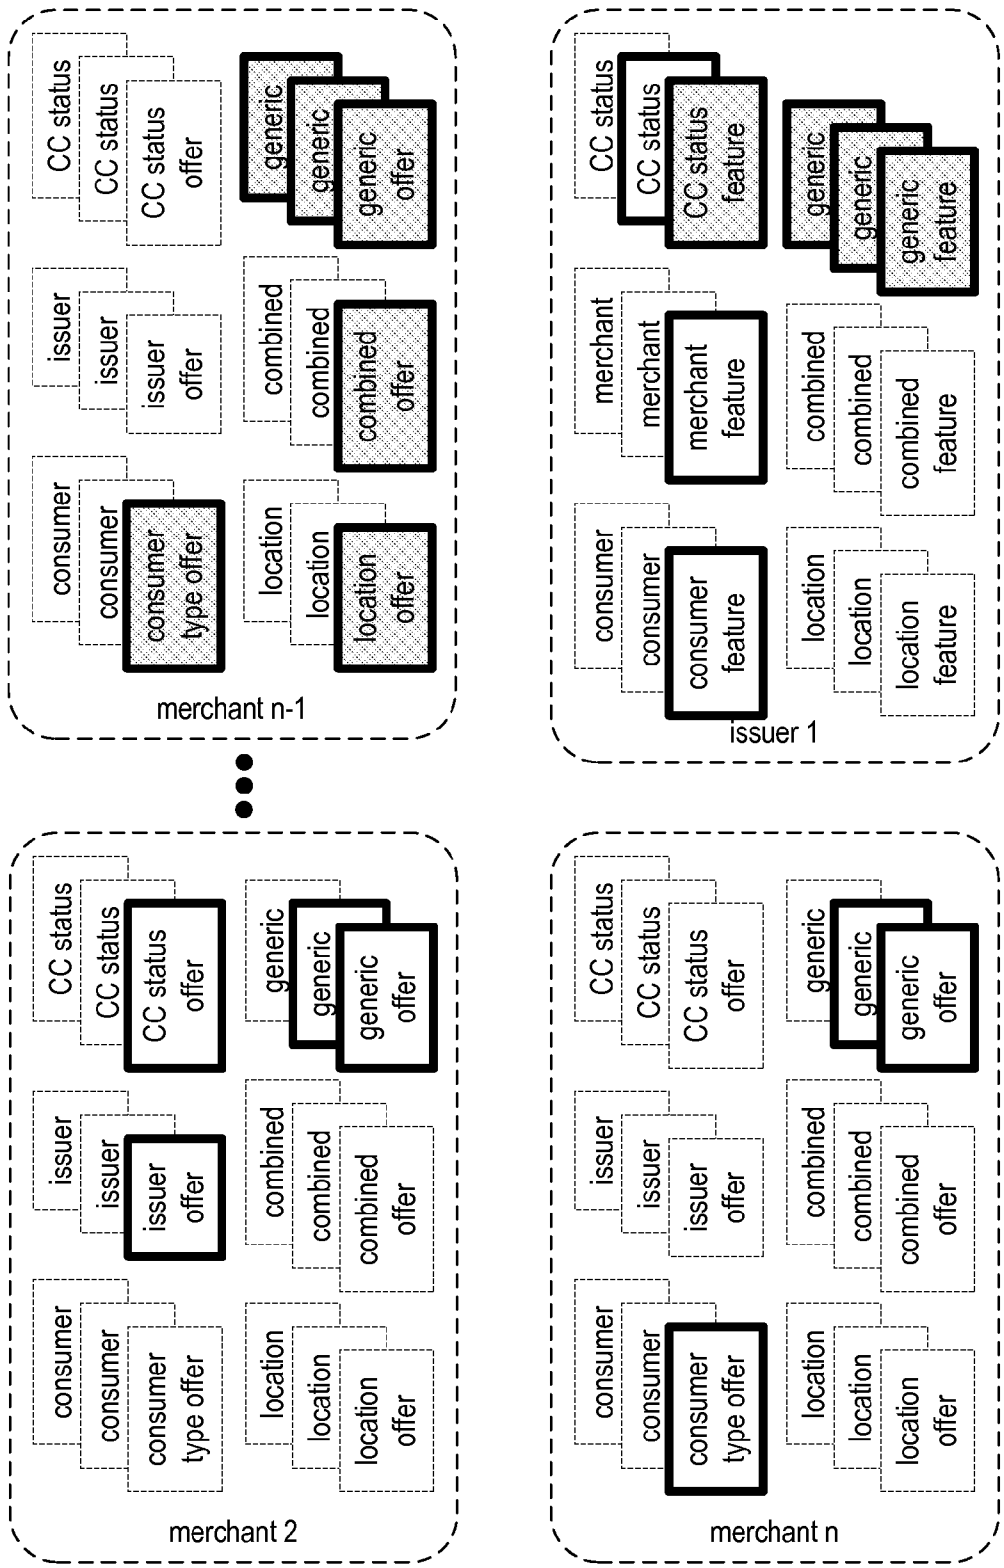 consumer
consumer
consumer
type offer
issuer
issuer
issuer
offer
CC status
CC status
CC status
offer
location
location
location
offer
combined
combined
combined
offer
generic
generic
generic
offer
merchant 2
consumer
consumer
consumer
type offer
issuer
issuer
issuer
offer
CC status
CC status
CC status
offer
location
location
location
offer
combined
combined
combined
offer
generic
generic
generic
offer
merchant n-1
consumer
consumer
consumer
type offer
issuer
issuer
issuer
offer
CC status
CC status
CC status
offer
location
location
location
offer
combined
combined
combined
offer
generic
generic
generic
offer
merchant n
consumer
consumer
consumer
feature
merchant
merchant
merchant
feature
CC status
CC status
CC status
feature
location
location
location
feature
combined
combined
combined
feature
generic
generic
generic
feature
issuer 1